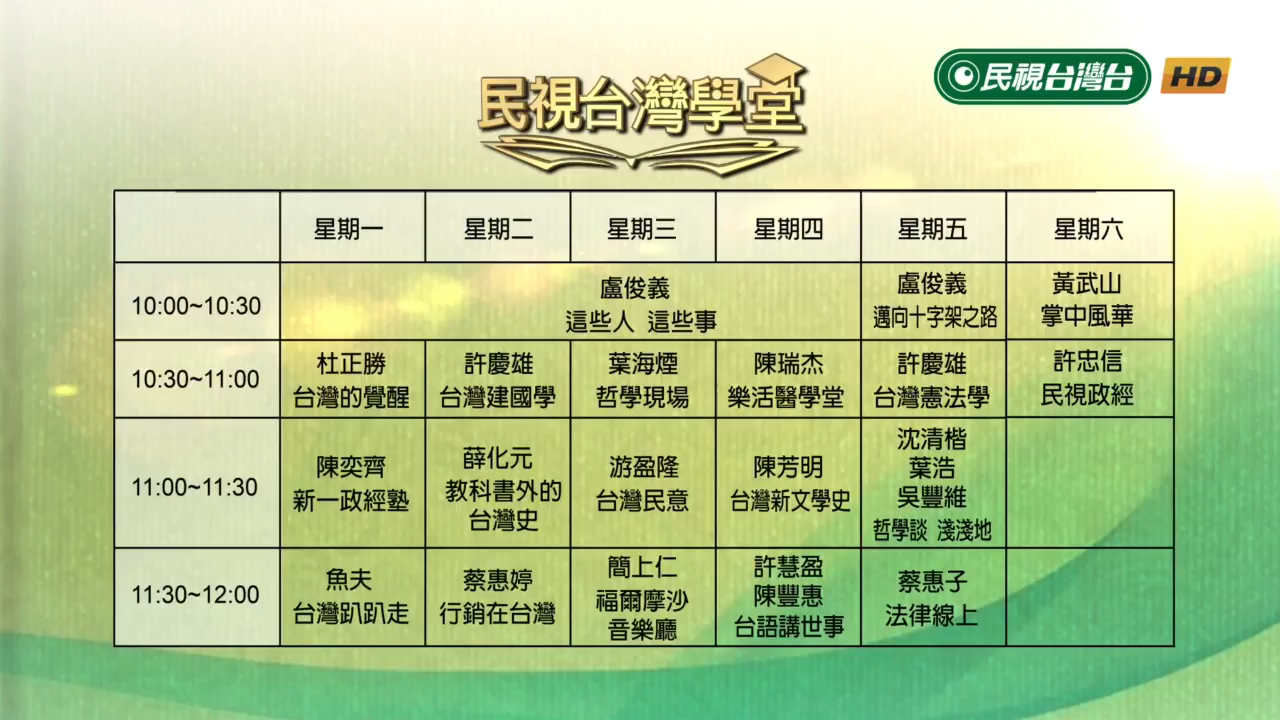 民視台灣學堂
民視台灣台 HD
星期一 星期二 星期三 星期四 星期五 星期六
10:00~10:30
盧俊義
這些人 這些事
盧俊義
邁向十字架之路
黃武山
掌中風華
10:30~11:00
杜正勝
台灣的覺醒
許慶雄
台灣建國學
葉海煙
哲學現場
陳瑞杰
樂活醫學堂
許慶雄
台灣憲法學
許忠信
民視政經
11:00~11:30
陳奕齊
新一政經塾
薛化元
教科書外的
台灣史
游盈隆
台灣民意
陳芳明
台灣新文學史
沈清楷
葉浩
吳豐維
哲學談 淺淺地
11:30~12:00
魚夫
台灣趴趴走
蔡惠婷
行銷在台灣
簡上仁
福爾摩沙
音樂廳
許慧盈
陳豐惠
台語講世事
蔡惠子
法律線上